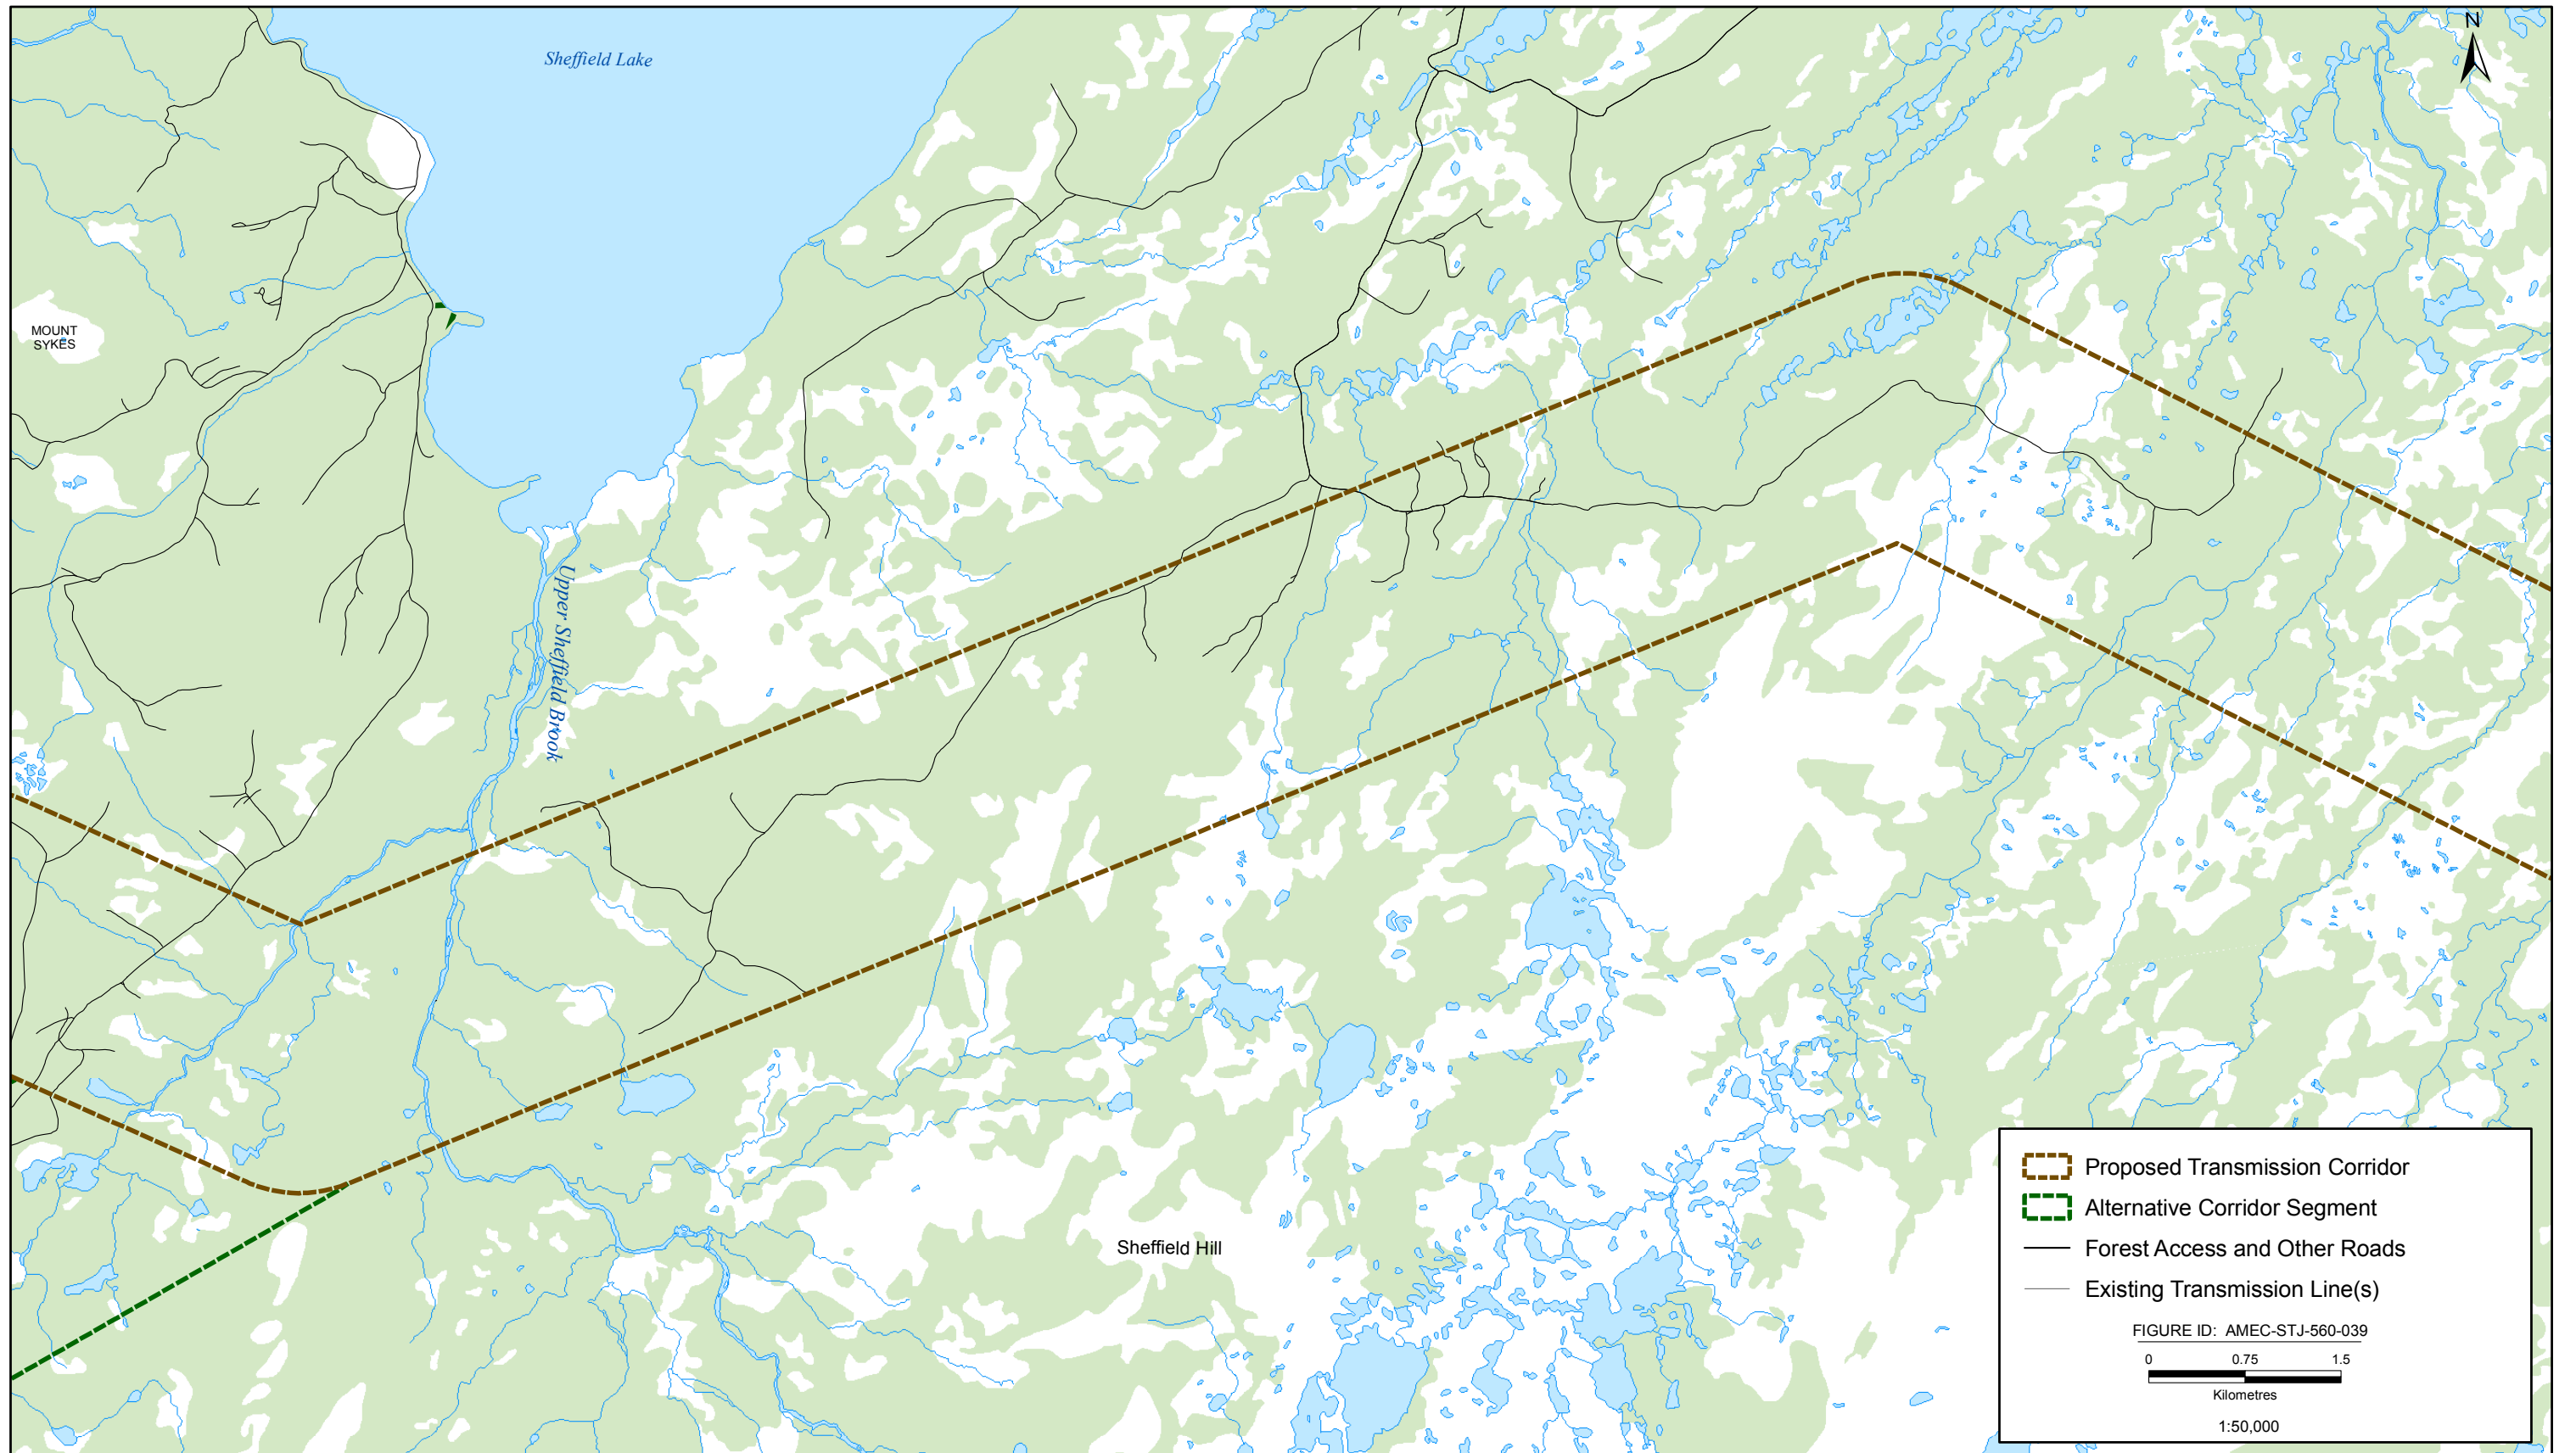 N
Sheffield Lake
MOUNT
SYKES
Upper Sheffield Brook
Sheffield Hill
Proposed Transmission Corridor
Alternative Corridor Segment
Forest Access and Other Roads
Existing Transmission Line(s)
FIGURE ID: AMEC-STJ-560-039
0 0.75 1.5
Kilometres
1:50,000